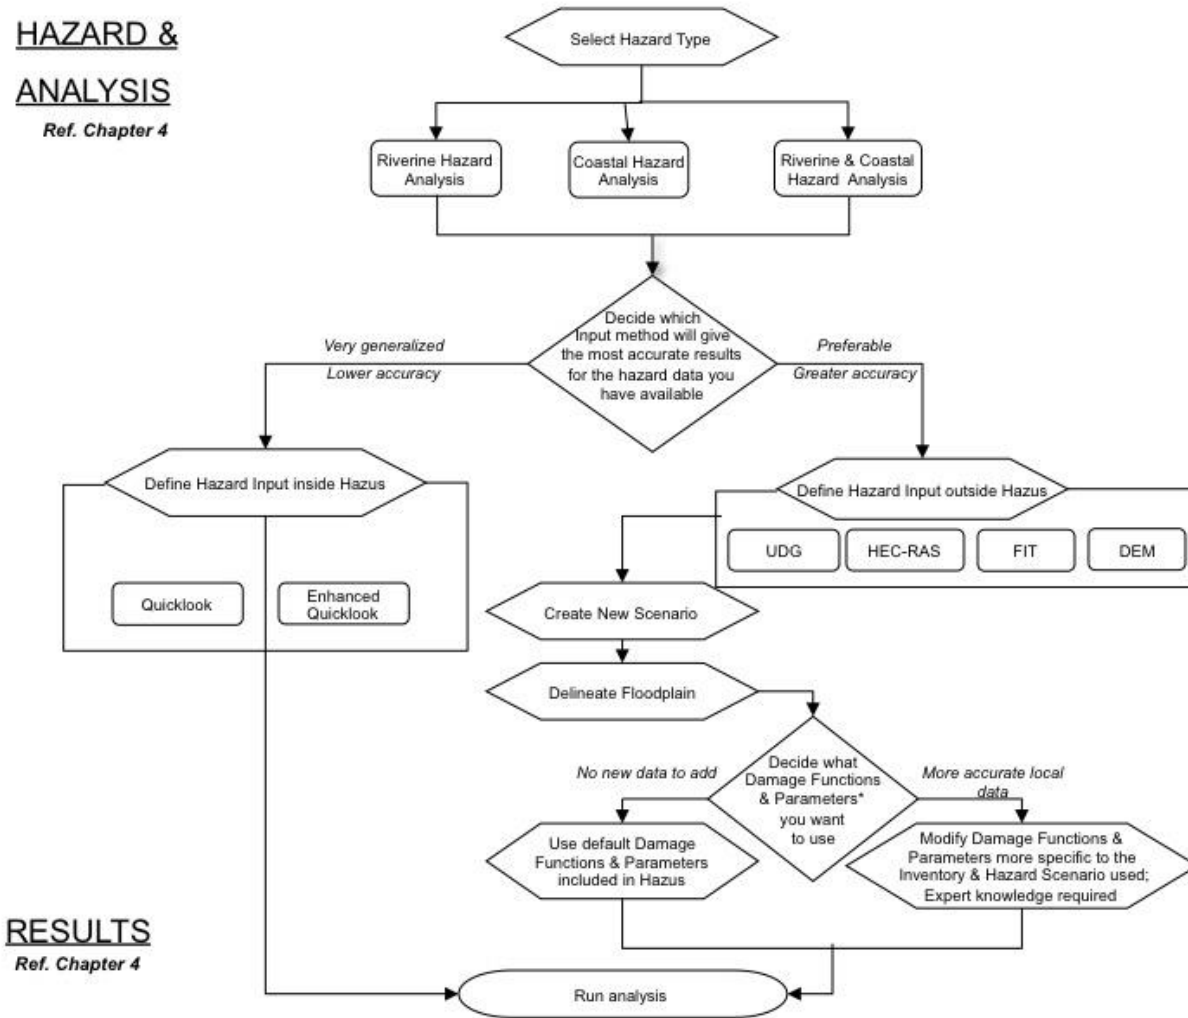 HAZARD &
ANALYSIS
Ref. Chapter 4
Select Hazard Type
Riverine Hazard
Analysis
Coastal Hazard
Analysis
Riverine & Coastal
Hazard Analysis
Decide which
Input method will give
the most accurate results
for the hazard data you
have available
Very generalized
Lower accuracy
Preferable
Greater accuracy
Define Hazard Input inside Hazus
Quicklook
Enhanced
Quicklook
Define Hazard Input outside Hazus
UDG
HEC-RAS
FIT
DEM
Create New Scenario
Delineate Floodplain
Decide what
Damage Functions
& Parameters*
you want
to use
No new data to add
More accurate local
data
Use default Damage
Functions & Parameters
included in Hazus
Modify Damage Functions &
Parameters more specific to the
Inventory & Hazard Scenario used;
Expert knowledge required
RESULTS
Ref. Chapter 4
Run analysis